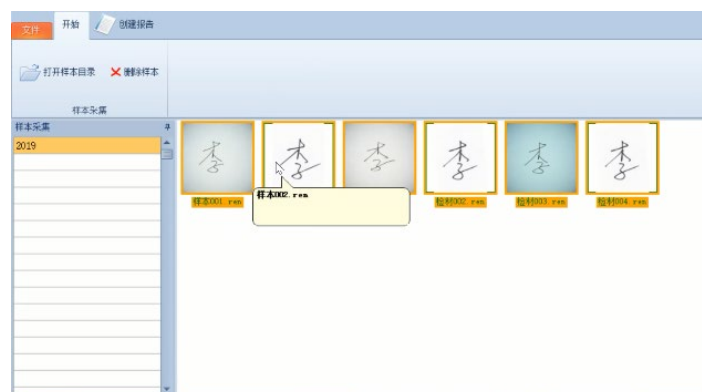 文件 开始 创建报告
打开样本目录 删除样本
样本采集
样本采集
2019
李 李 李 李 李 李
样本001.ren 检材002.ren 检材003.ren 检材004.ren
样本002.ren